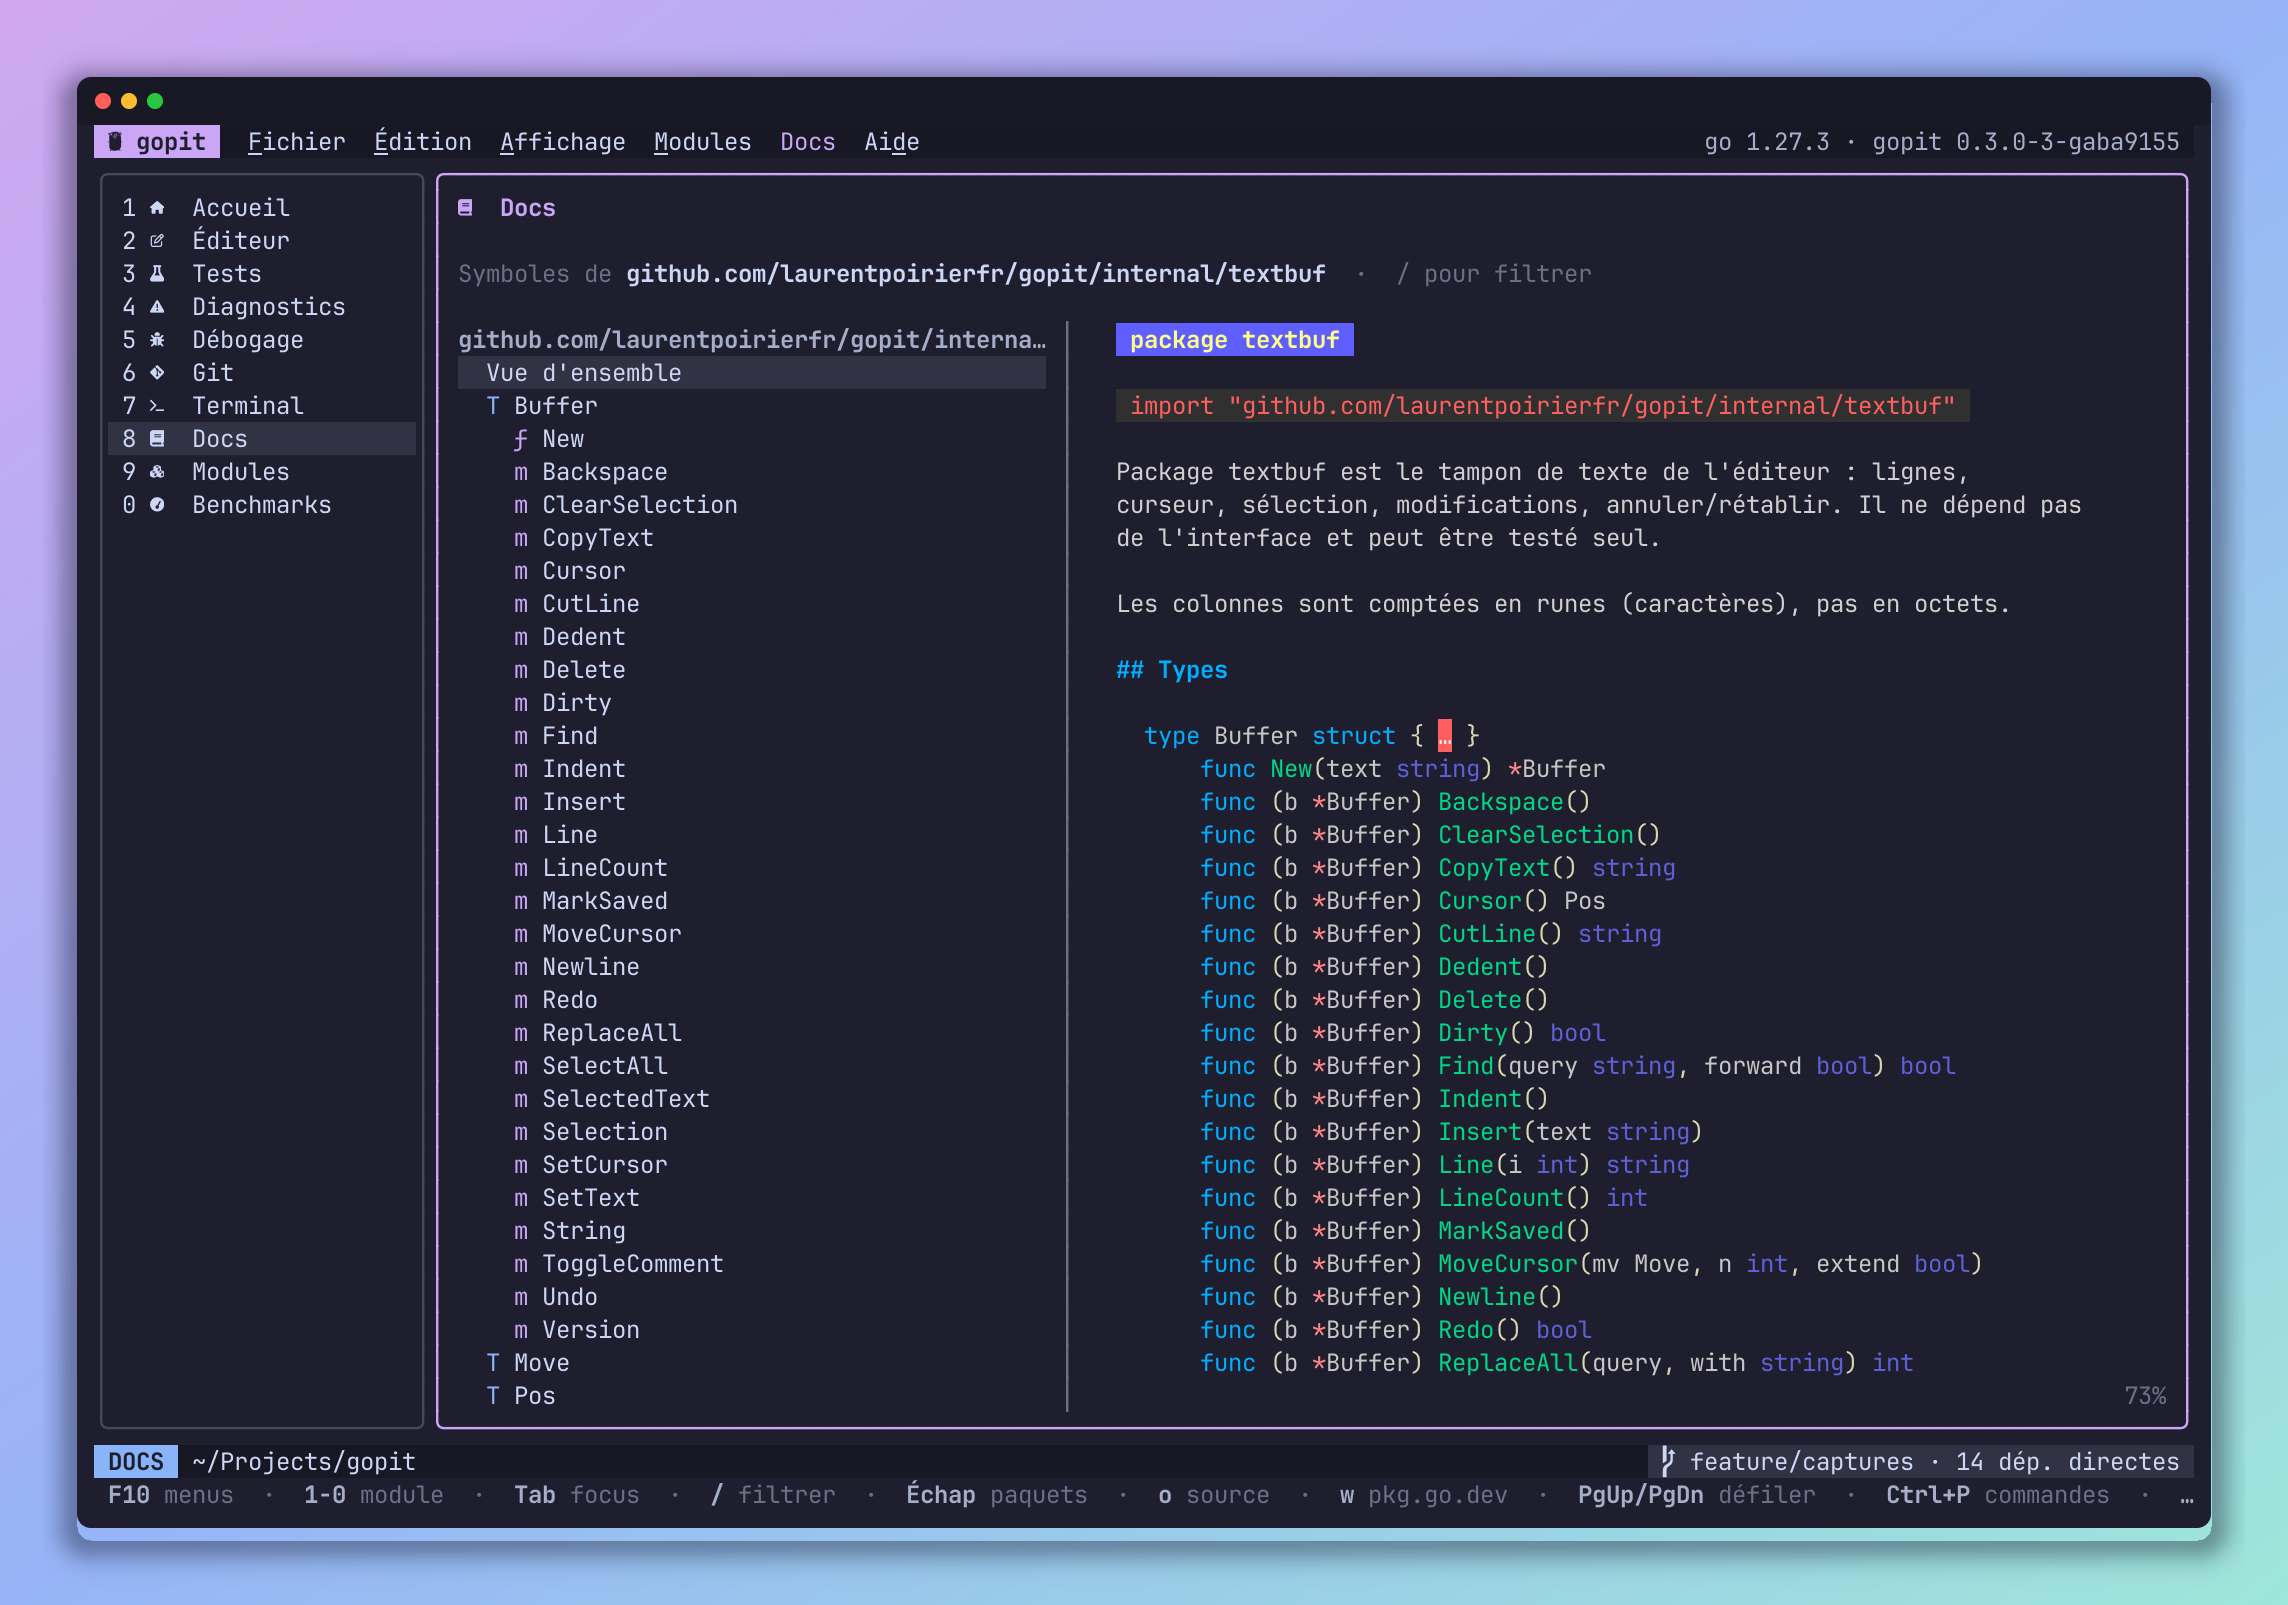 gopit Fichier Édition Affichage Modules Docs Aide go 1.27.3 · gopit 0.3.0-3-gaba9155
1 Accueil
2 Éditeur
3 Tests
4 Diagnostics
5 Débogage
6 Git
7 Terminal
8 Docs
9 Modules
0 Benchmarks
Docs
Symboles de github.com/laurentpoirierfr/gopit/internal/textbuf · / pour filtrer
github.com/laurentpoirierfr/gopit/interna…
Vue d'ensemble
T Buffer
ƒ New
m Backspace
m ClearSelection
m CopyText
m Cursor
m CutLine
m Dedent
m Delete
m Dirty
m Find
m Indent
m Insert
m Line
m LineCount
m MarkSaved
m MoveCursor
m Newline
m Redo
m ReplaceAll
m SelectAll
m SelectedText
m Selection
m SetCursor
m SetText
m String
m ToggleComment
m Undo
m Version
T Move
T Pos
package textbuf
import "github.com/laurentpoirierfr/gopit/internal/textbuf"
Package textbuf est le tampon de texte de l'éditeur : lignes,
curseur, sélection, modifications, annuler/rétablir. Il ne dépend pas
de l'interface et peut être testé seul.
Les colonnes sont comptées en runes (caractères), pas en octets.
## Types
type Buffer struct { … }
func New(text string) *Buffer
func (b *Buffer) Backspace()
func (b *Buffer) ClearSelection()
func (b *Buffer) CopyText() string
func (b *Buffer) Cursor() Pos
func (b *Buffer) CutLine() string
func (b *Buffer) Dedent()
func (b *Buffer) Delete()
func (b *Buffer) Dirty() bool
func (b *Buffer) Find(query string, forward bool) bool
func (b *Buffer) Indent()
func (b *Buffer) Insert(text string)
func (b *Buffer) Line(i int) string
func (b *Buffer) LineCount() int
func (b *Buffer) MarkSaved()
func (b *Buffer) MoveCursor(mv Move, n int, extend bool)
func (b *Buffer) Newline()
func (b *Buffer) Redo() bool
func (b *Buffer) ReplaceAll(query, with string) int
73%
DOCS ~/Projects/gopit feature/captures · 14 dép. directes
F10 menus · 1-0 module · Tab focus · / filtrer · Échap paquets · o source · w pkg.go.dev · PgUp/PgDn défiler · Ctrl+P commandes · …